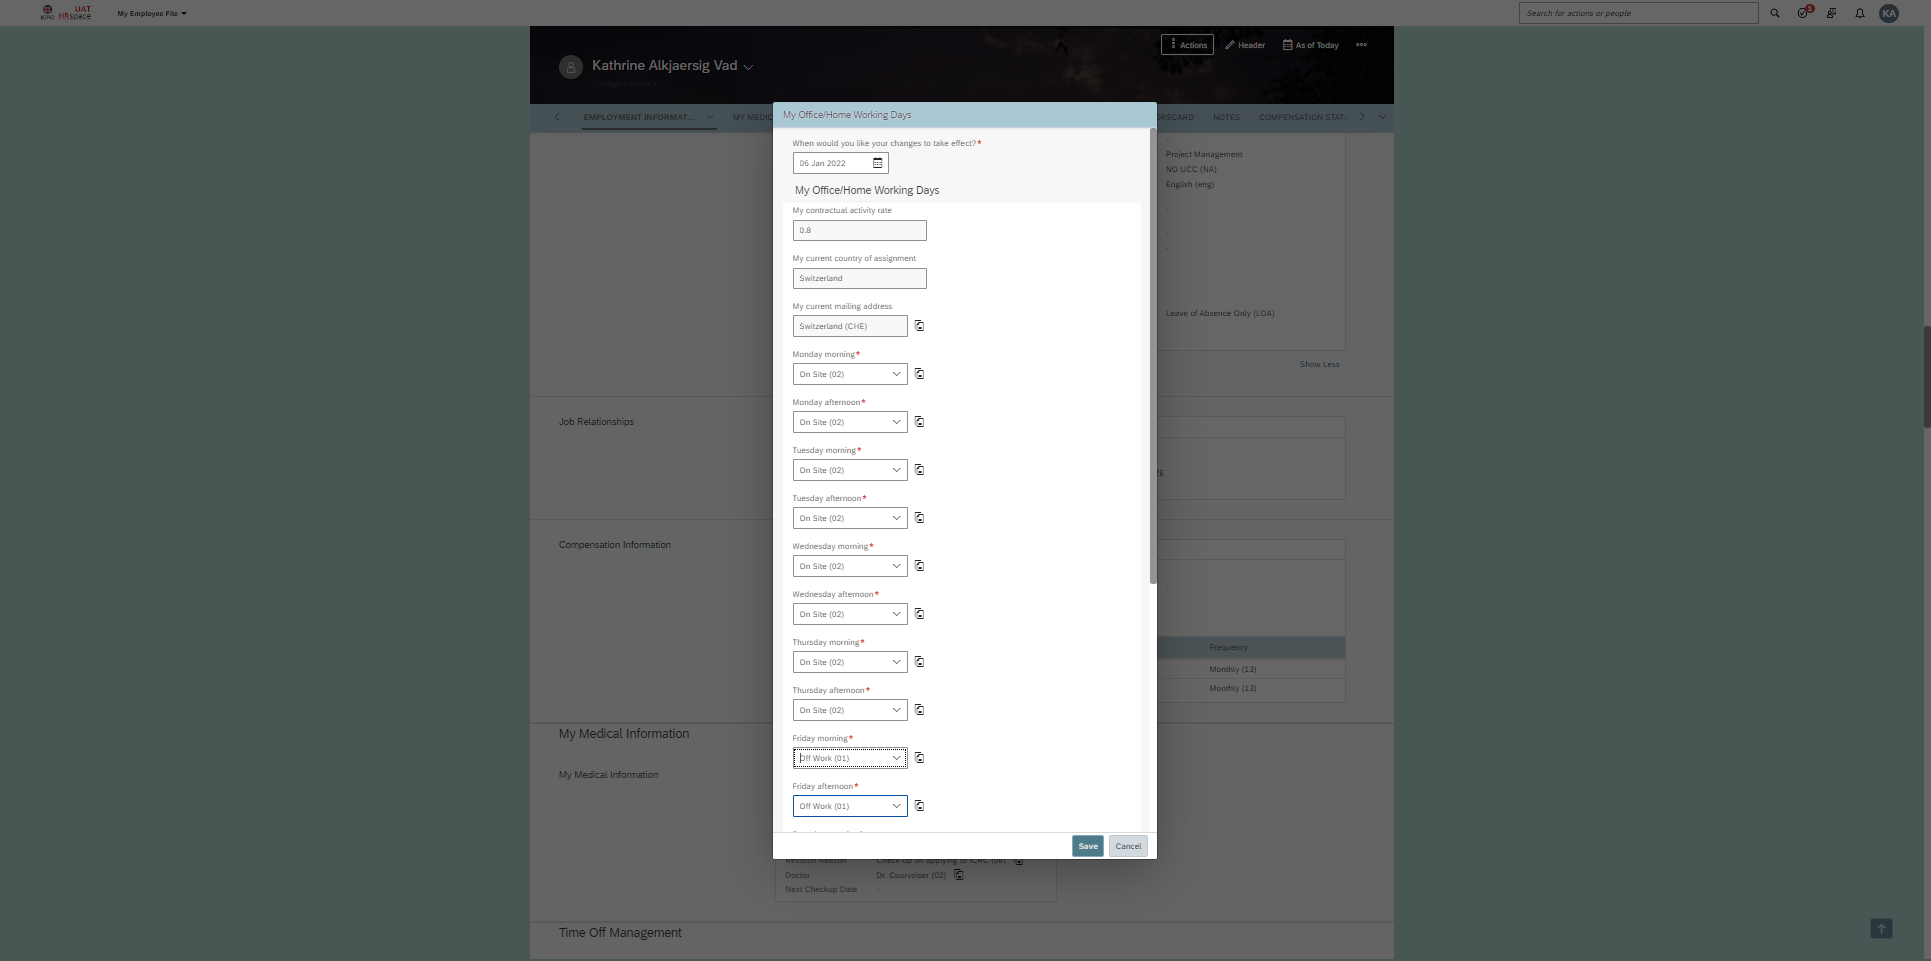 ICRC
UAT
HRspace
My Employee File
Search for actions or people
1
KA
Actions
Header
As of Today
Kathrine Alkjaersig Vad
EMPLOYMENT INFORMAT...
MY MEDIC
ORECARD
NOTES
COMPENSATION STAT
My Office/Home Working Days
When would you like your changes to take effect?*
06 Jan 2022
My Office/Home Working Days
My contractual activity rate
0.8
My current country of assignment
Switzerland
My current mailing address
Switzerland (CHE)
Monday morning*
On Site (02)
Monday afternoon*
On Site (02)
Tuesday morning*
On Site (02)
Tuesday afternoon*
On Site (02)
Wednesday morning*
On Site (02)
Wednesday afternoon*
On Site (02)
Thursday morning*
On Site (02)
Thursday afternoon*
On Site (02)
Friday morning*
Off Work (01)
Friday afternoon*
Off Work (01)
Save
Cancel
Project Management
NO UCC (NA)
English (eng)
Leave of Absence Only (LOA)
Show Less
Job Relationships
ZE
Compensation Information
Frequency
Monthly (13)
Monthly (13)
My Medical Information
My Medical Information
Revision Reason
Check up on applying to ICRC (08)
Doctor
Dr. Courvoiser (02)
Next Checkup Date
-
Time Off Management